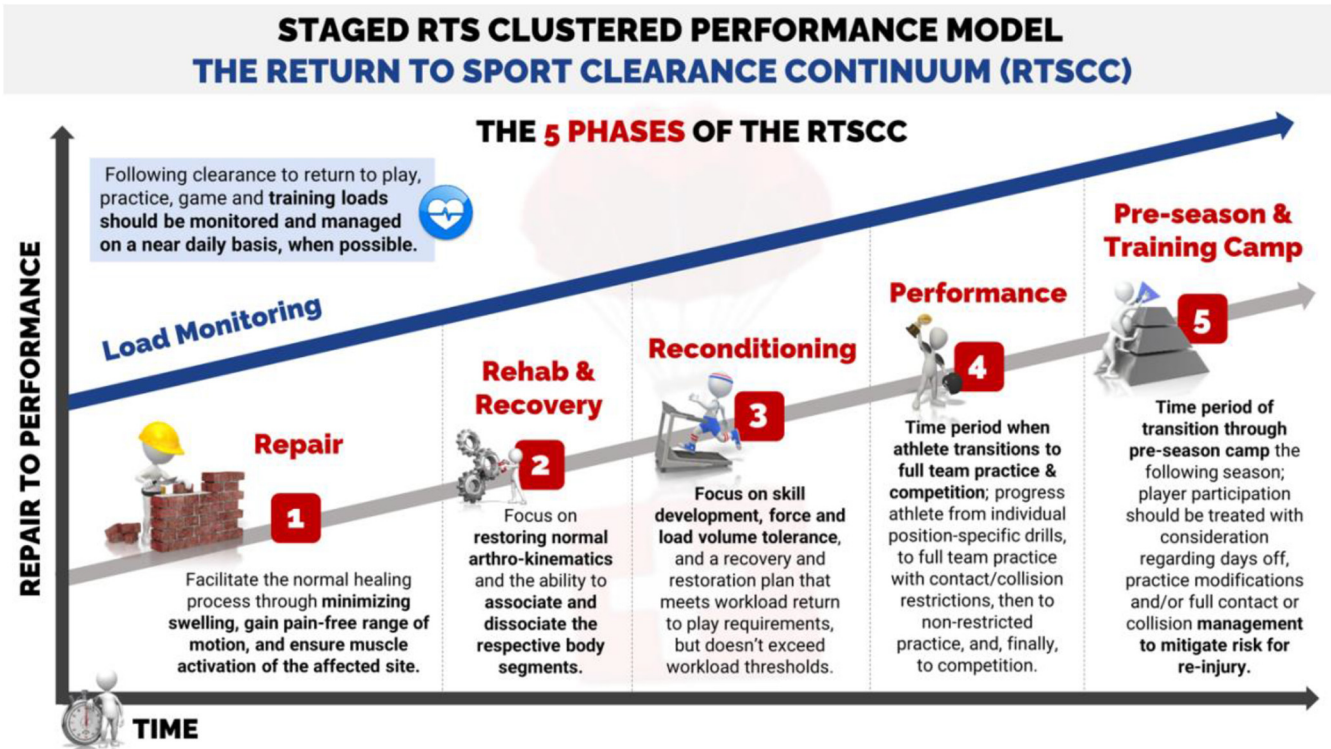 STAGED RTS CLUSTERED PERFORMANCE MODEL
THE RETURN TO SPORT CLEARANCE CONTINUUM (RTSCC)
THE 5 PHASES OF THE RTSCC
Following clearance to return to play,
practice, game and training loads
should be monitored and managed
on a near daily basis, when possible.
REPAIR TO PERFORMANCE
Load Monitoring
Repair
1
Facilitate the normal healing
process through minimizing
swelling, gain pain-free range of
motion, and ensure muscle
activation of the affected site.
Rehab &
Recovery
2
Focus on
restoring normal
arthro-kinematics
and the ability to
associate and
dissociate the
respective body
segments.
Reconditioning
3
Focus on skill
development, force and
load volume tolerance,
and a recovery and
restoration plan that
meets workload return
to play requirements,
but doesn't exceed
workload thresholds.
Performance
4
Time period when
athlete transitions to
full team practice &
competition; progress
athlete from individual
position-specific drills,
to full team practice
with contact/collision
restrictions, then to
non-restricted
practice, and, finally,
to competition.
Pre-season &
Training Camp
5
Time period of
transition through
pre-season camp the
following season;
player participation
should be treated with
consideration
regarding days off,
practice modifications
and/or full contact or
collision management
to mitigate risk for
re-injury.
TIME